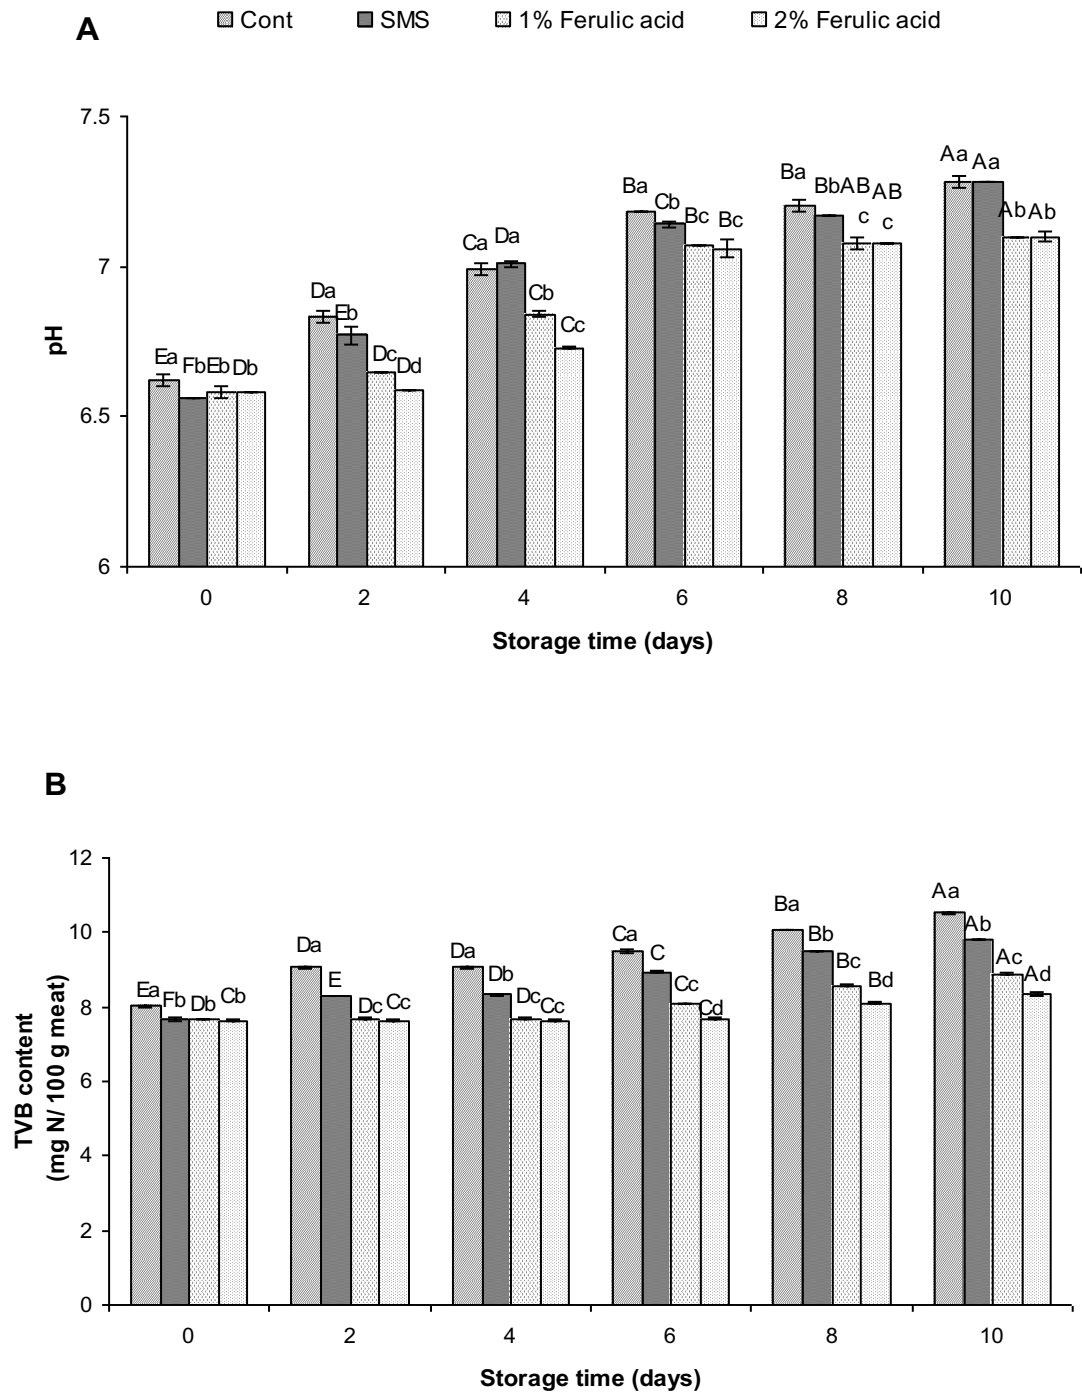 A
Cont SMS 1% Ferulic acid 2% Ferulic acid
7.5
7
6.5
6
pH
Ea Fb Eb Db
Da Eb Dc Dd
Ca Da Cb Cc
Ba Cb Bc Bc
Ba Bb AB c AB c
Aa Aa Ab Ab
0 2 4 6 8 10
Storage time (days)
B
12
10
8
6
4
2
0
TVB content
(mg N/ 100 g meat)
Ea Fb Db Cb
Da E Dc Cc
Da Db Dc Cc
Ca C Cc Cd
Ba Bb Bc Bd
Aa Ab Ac Ad
0 2 4 6 8 10
Storage time (days)